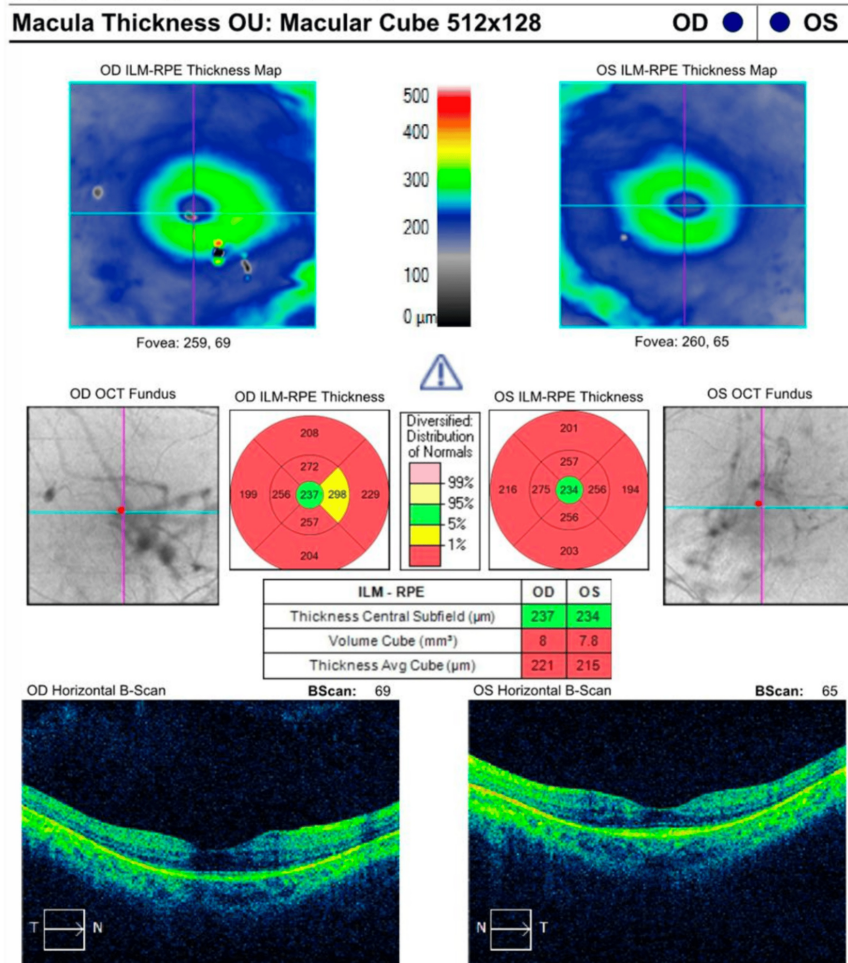 Macula Thickness OU: Macular Cube 512x128 OD OS
OD ILM-RPE Thickness Map
OS ILM-RPE Thickness Map
500
400
300
200
100
0 µm
Fovea: 259, 69
Fovea: 260, 65
OD OCT Fundus
OD ILM-RPE Thickness
OS ILM-RPE Thickness
OS OCT Fundus
208
272
199 256 237 298 229
257
204
Diversified:
Distribution
of Normals
99%
95%
5%
1%
201
257
216 275 234 256 194
256
203
ILM - RPE OD OS
Thickness Central Subfield (µm) 237 234
Volume Cube (mm³) 8 7.8
Thickness Avg Cube (µm) 221 215
OD Horizontal B-Scan BScan: 69
OS Horizontal B-Scan BScan: 65
T N
N T